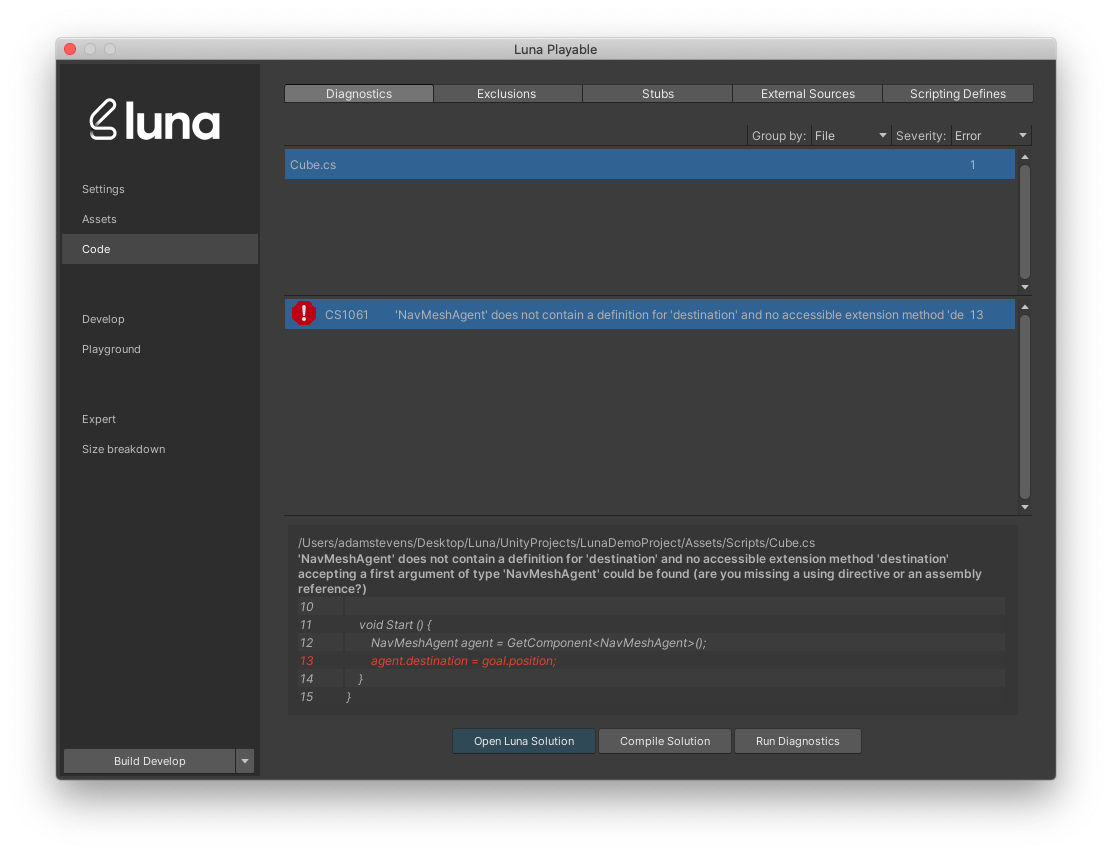 Luna Playable
luna
Settings
Assets
Code
Develop
Playground
Expert
Size breakdown
Build Develop
Diagnostics Exclusions Stubs External Sources Scripting Defines
Group by: File Severity: Error
Cube.cs 1
CS1061 'NavMeshAgent' does not contain a definition for 'destination' and no accessible extension method 'de 13
/Users/adamstevens/Desktop/Luna/UnityProjects/LunaDemoProject/Assets/Scripts/Cube.cs
'NavMeshAgent' does not contain a definition for 'destination' and no accessible extension method 'destination'
accepting a first argument of type 'NavMeshAgent' could be found (are you missing a using directive or an assembly
reference?)
10
11 void Start () {
12 NavMeshAgent agent = GetComponent<NavMeshAgent>();
13 agent.destination = goal.position;
14 }
15 }
Open Luna Solution Compile Solution Run Diagnostics